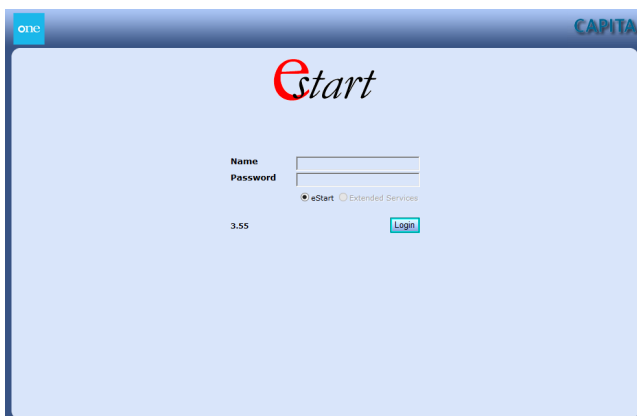 one
CAPITA
estart
Name
Password
eStart Extended Services
3.55
Login